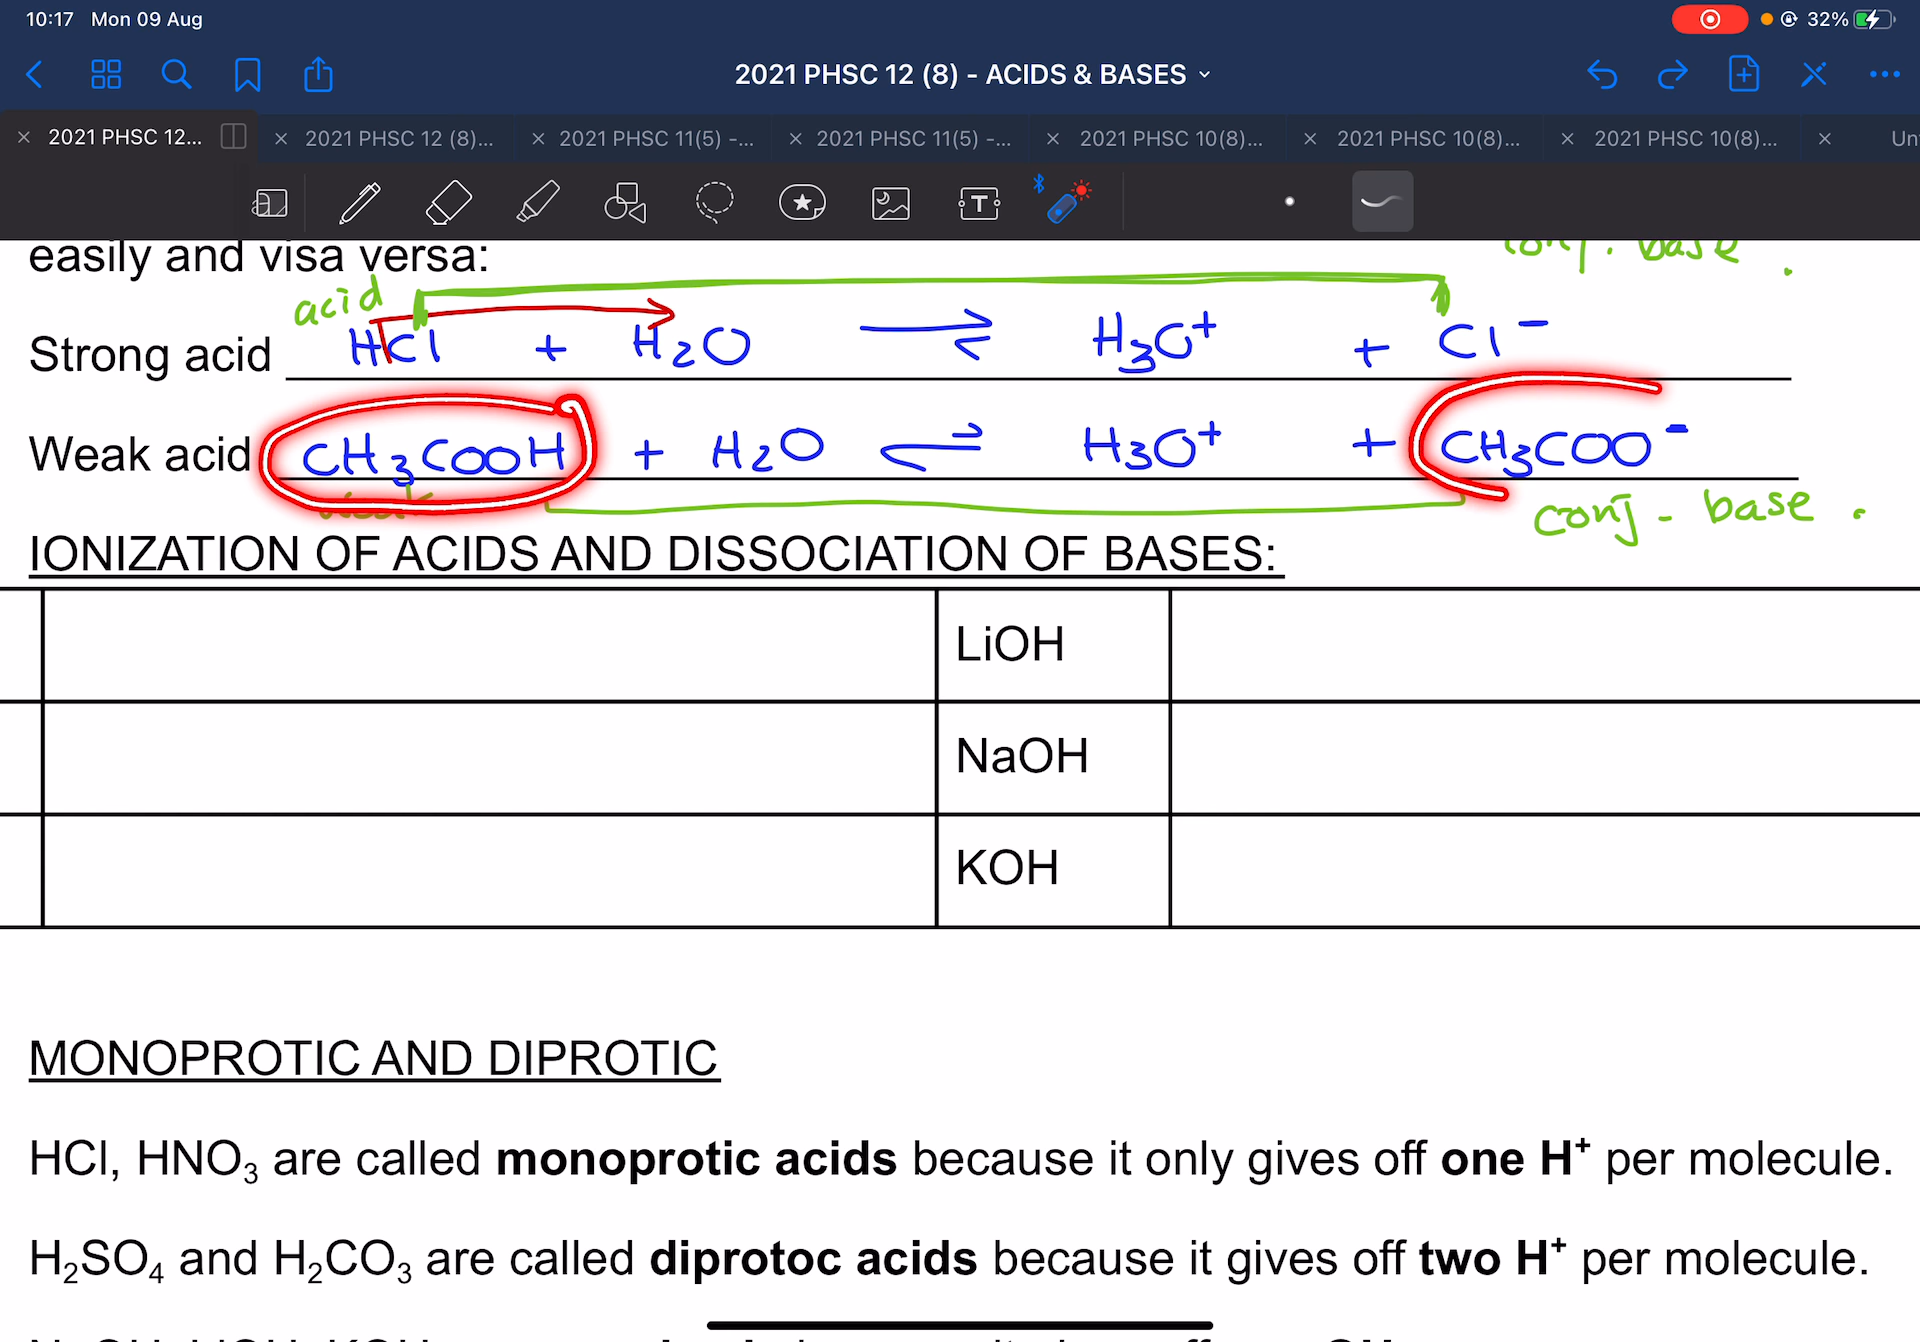 10:17 Mon 09 Aug 32%
2021 PHSC 12 (8) - ACIDS & BASES
2021 PHSC 12... 2021 PHSC 12 (8)... 2021 PHSC 11(5) -... 2021 PHSC 11(5) -... 2021 PHSC 10(8)... 2021 PHSC 10(8)... 2021 PHSC 10(8)... Un
easily and visa versa:
conj. base.
acid
Strong acid HCl + H₂O ⇌ H₃O⁺ + Cl⁻
Weak acid CH₃COOH + H₂O ⇌ H₃O⁺ + CH₃COO⁻
conj - base.
IONIZATION OF ACIDS AND DISSOCIATION OF BASES:
LiOH
NaOH
KOH
MONOPROTIC AND DIPROTIC
HCl, HNO₃ are called monoprotic acids because it only gives off one H⁺ per molecule.
H₂SO₄ and H₂CO₃ are called diprotoc acids because it gives off two H⁺ per molecule.